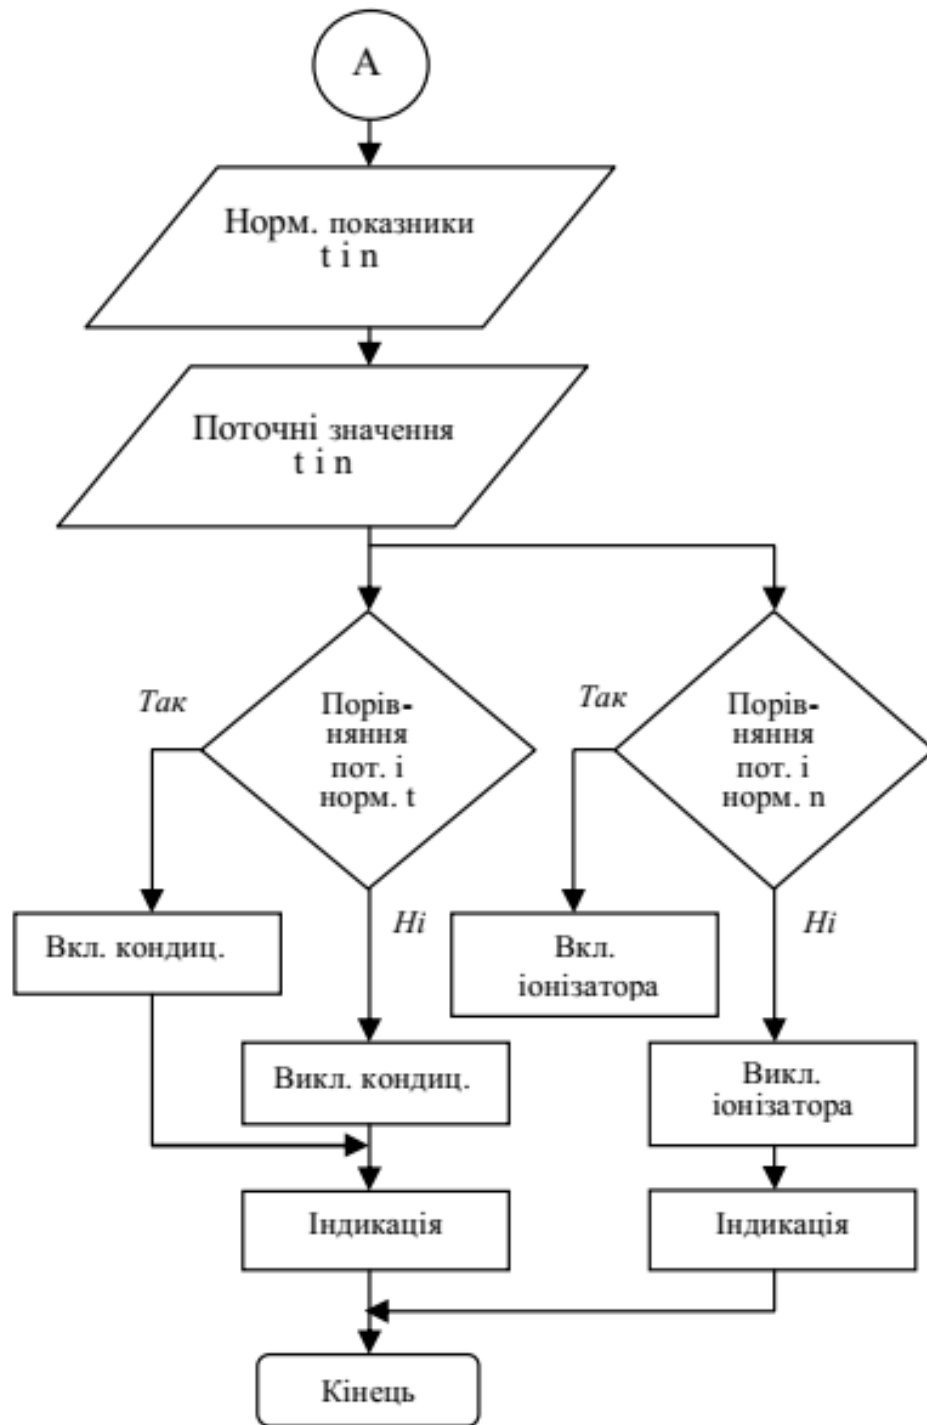 А
Норм. показники
t i n
Поточні значення
t i n
Так
Порів-
няння
пот. і
норм. t
Так
Порів-
няння
пот. і
норм. n
Вкл. кондиц.
Ні
Вкл.
іонізатора
Ні
Викл. кондиц.
Викл.
іонізатора
Індикація
Індикація
Кінець